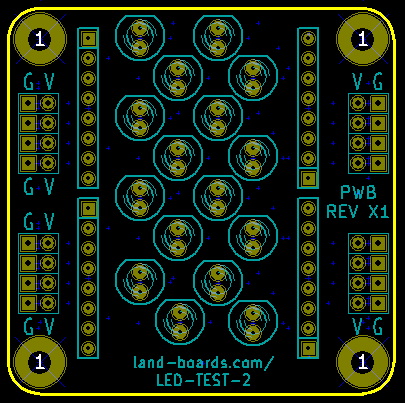 1 1
G V V G
G V V G
PWB
REV X1
G V
G V V G
1 1
land-boards.com/
LED-TEST-2